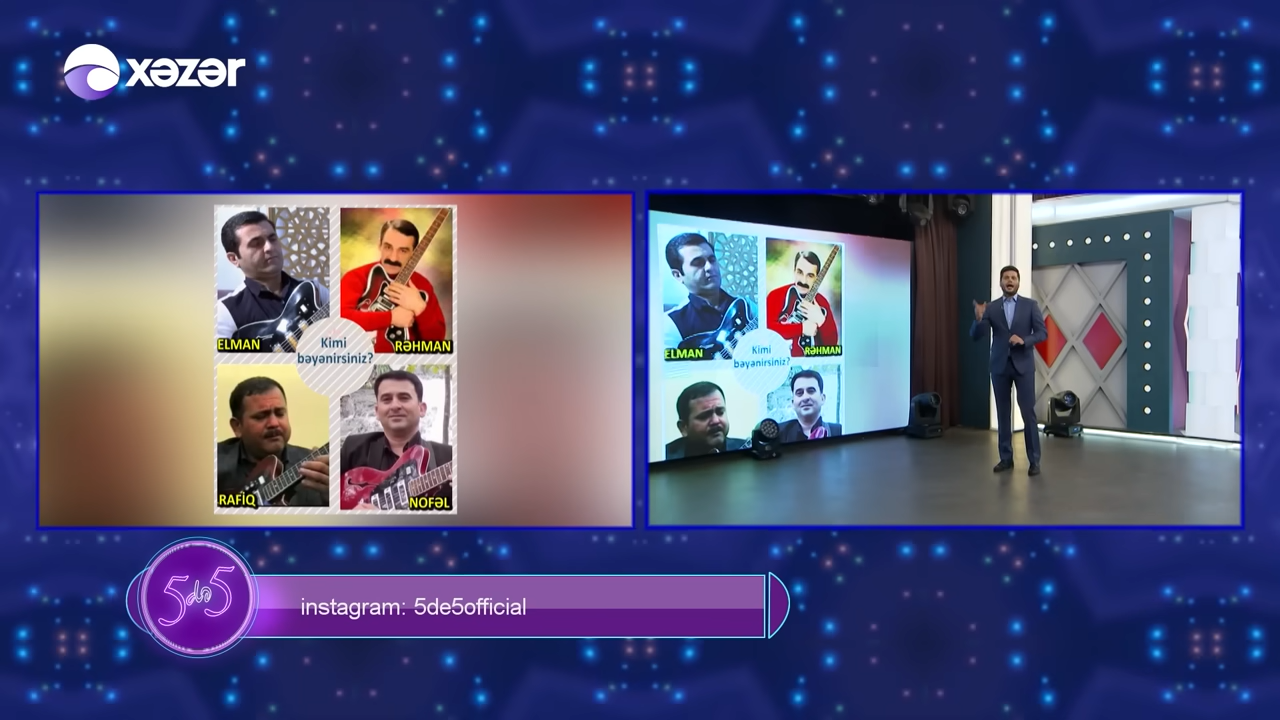 xəzər
ELMAN
RƏHMAN
Kimi
bəyənirsiniz?
RAFİQ
NOFƏL
ELMAN
RƏHMAN
Kimi
bəyənirsiniz?
5də5
instagram: 5de5official